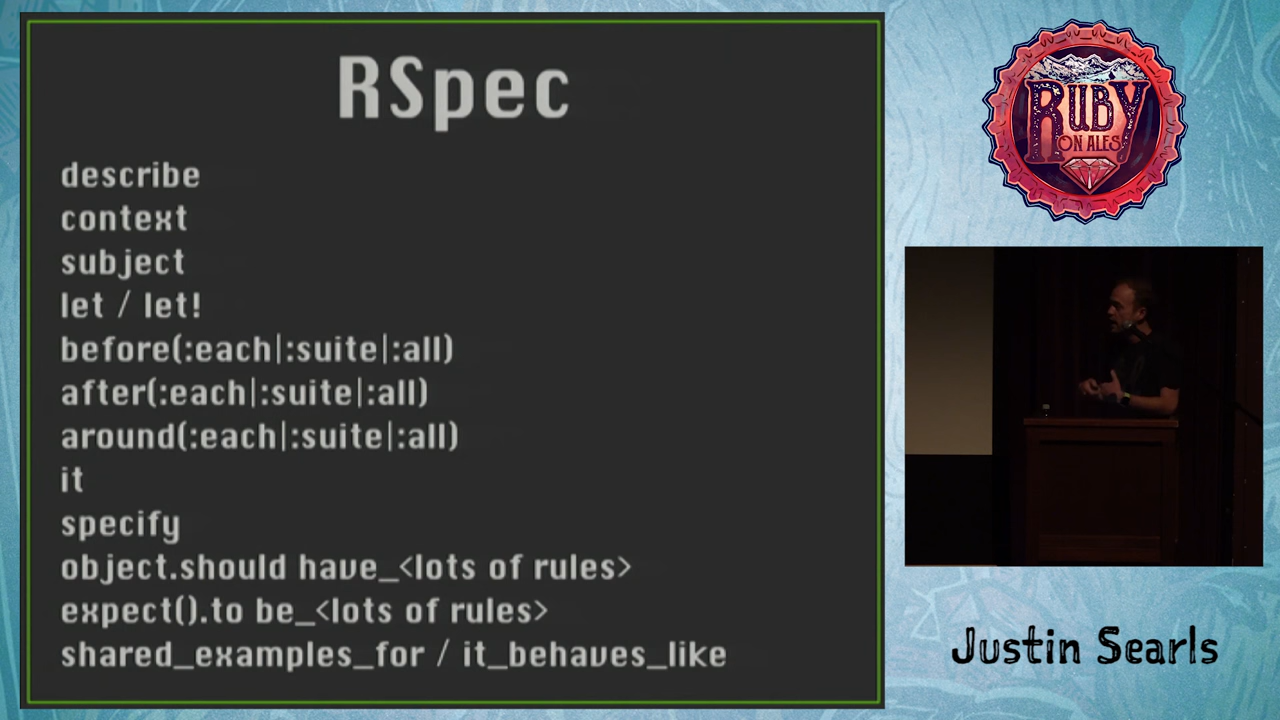 RSpec
describe
context
subject
let / let!
before(:each|:suite|:all)
after(:each|:suite|:all)
around(:each|:suite|:all)
it
specify
object.should have_<lots of rules>
expect().to be_<lots of rules>
shared_examples_for / it_behaves_like
RUBY
ON ALES
Justin Searls